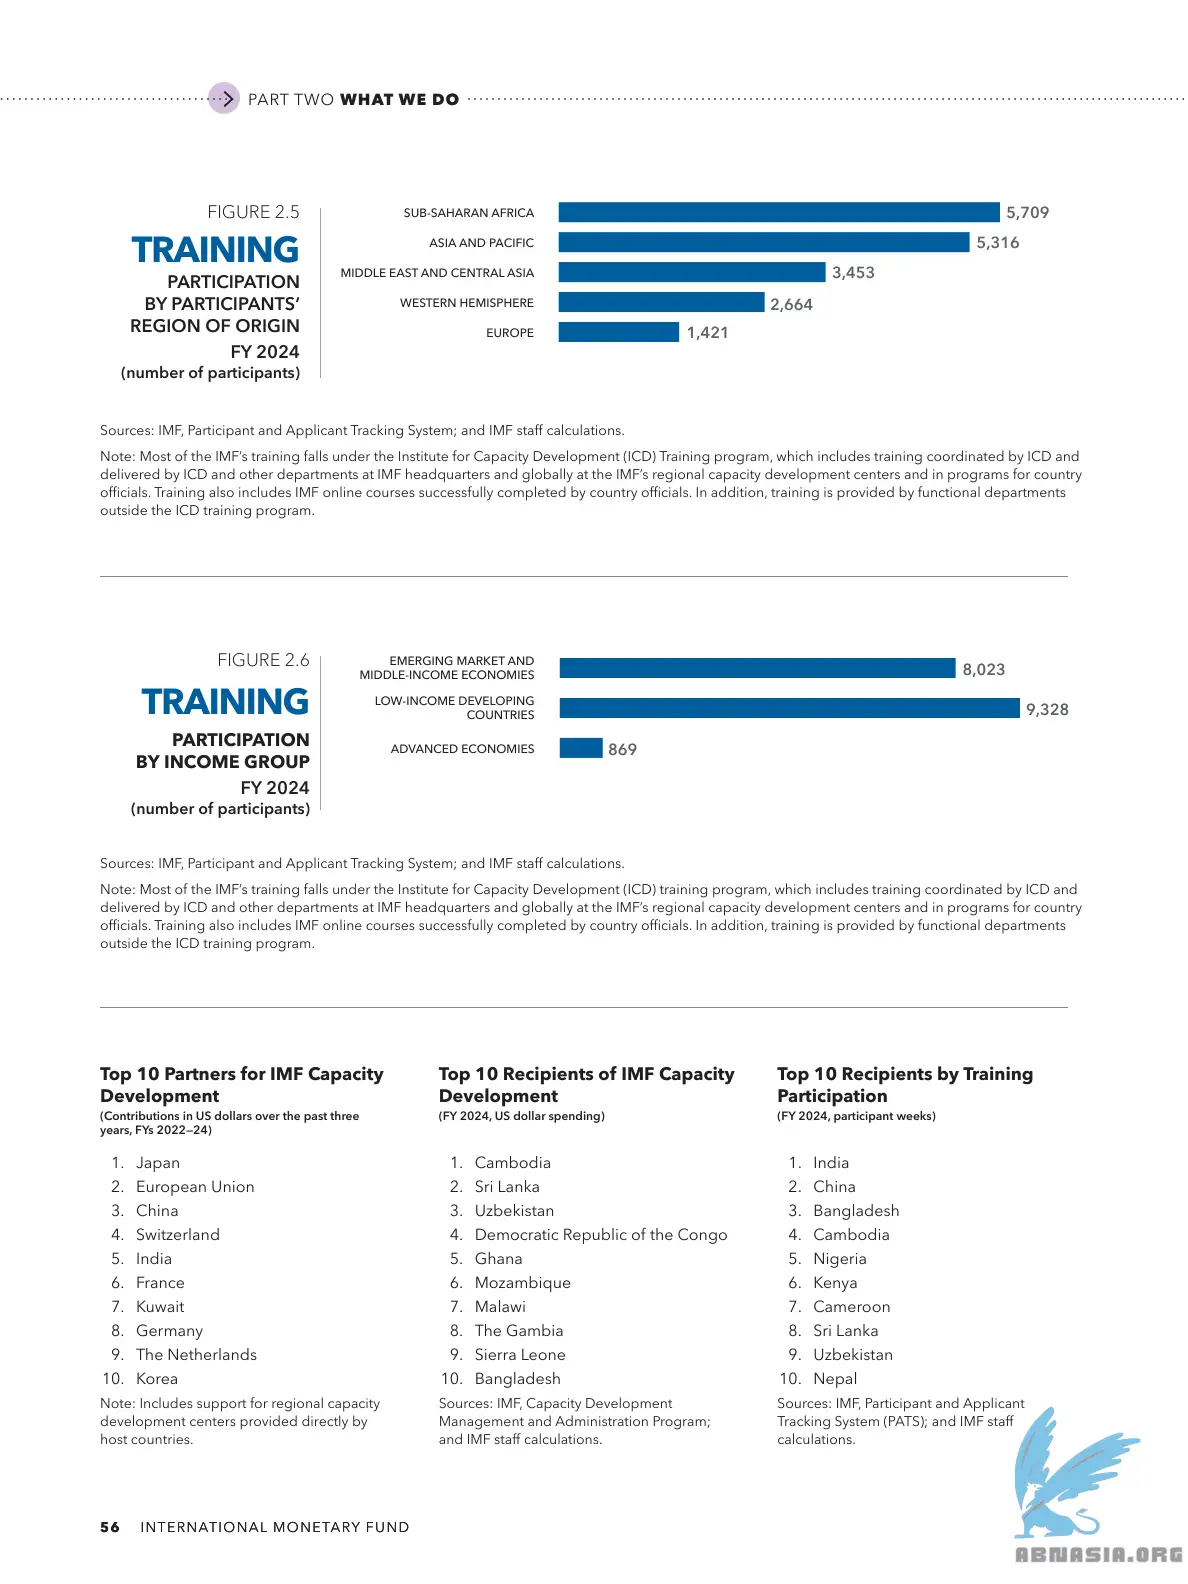 PART TWO WHAT WE DO
FIGURE 2.5
TRAINING
PARTICIPATION
BY PARTICIPANTS’
REGION OF ORIGIN
FY 2024
(number of participants)
SUB-SAHARAN AFRICA 5,709
ASIA AND PACIFIC 5,316
MIDDLE EAST AND CENTRAL ASIA 3,453
WESTERN HEMISPHERE 2,664
EUROPE 1,421
Sources: IMF, Participant and Applicant Tracking System; and IMF staff calculations.
Note: Most of the IMF’s training falls under the Institute for Capacity Development (ICD) Training program, which includes training coordinated by ICD and
delivered by ICD and other departments at IMF headquarters and globally at the IMF’s regional capacity development centers and in programs for country
officials. Training also includes IMF online courses successfully completed by country officials. In addition, training is provided by functional departments
outside the ICD training program.
FIGURE 2.6
TRAINING
PARTICIPATION
BY INCOME GROUP
FY 2024
(number of participants)
EMERGING MARKET AND
MIDDLE-INCOME ECONOMIES 8,023
LOW-INCOME DEVELOPING
COUNTRIES 9,328
ADVANCED ECONOMIES 869
Sources: IMF, Participant and Applicant Tracking System; and IMF staff calculations.
Note: Most of the IMF’s training falls under the Institute for Capacity Development (ICD) training program, which includes training coordinated by ICD and
delivered by ICD and other departments at IMF headquarters and globally at the IMF’s regional capacity development centers and in programs for country
officials. Training also includes IMF online courses successfully completed by country officials. In addition, training is provided by functional departments
outside the ICD training program.
Top 10 Partners for IMF Capacity
Development
(Contributions in US dollars over the past three
years, FYs 2022–24)
1. Japan
2. European Union
3. China
4. Switzerland
5. India
6. France
7. Kuwait
8. Germany
9. The Netherlands
10. Korea
Note: Includes support for regional capacity
development centers provided directly by
host countries.
Top 10 Recipients of IMF Capacity
Development
(FY 2024, US dollar spending)
1. Cambodia
2. Sri Lanka
3. Uzbekistan
4. Democratic Republic of the Congo
5. Ghana
6. Mozambique
7. Malawi
8. The Gambia
9. Sierra Leone
10. Bangladesh
Sources: IMF, Capacity Development
Management and Administration Program;
and IMF staff calculations.
Top 10 Recipients by Training
Participation
(FY 2024, participant weeks)
1. India
2. China
3. Bangladesh
4. Cambodia
5. Nigeria
6. Kenya
7. Cameroon
8. Sri Lanka
9. Uzbekistan
10. Nepal
Sources: IMF, Participant and Applicant
Tracking System (PATS); and IMF staff
calculations.
56 INTERNATIONAL MONETARY FUND
ABNASIA.ORG